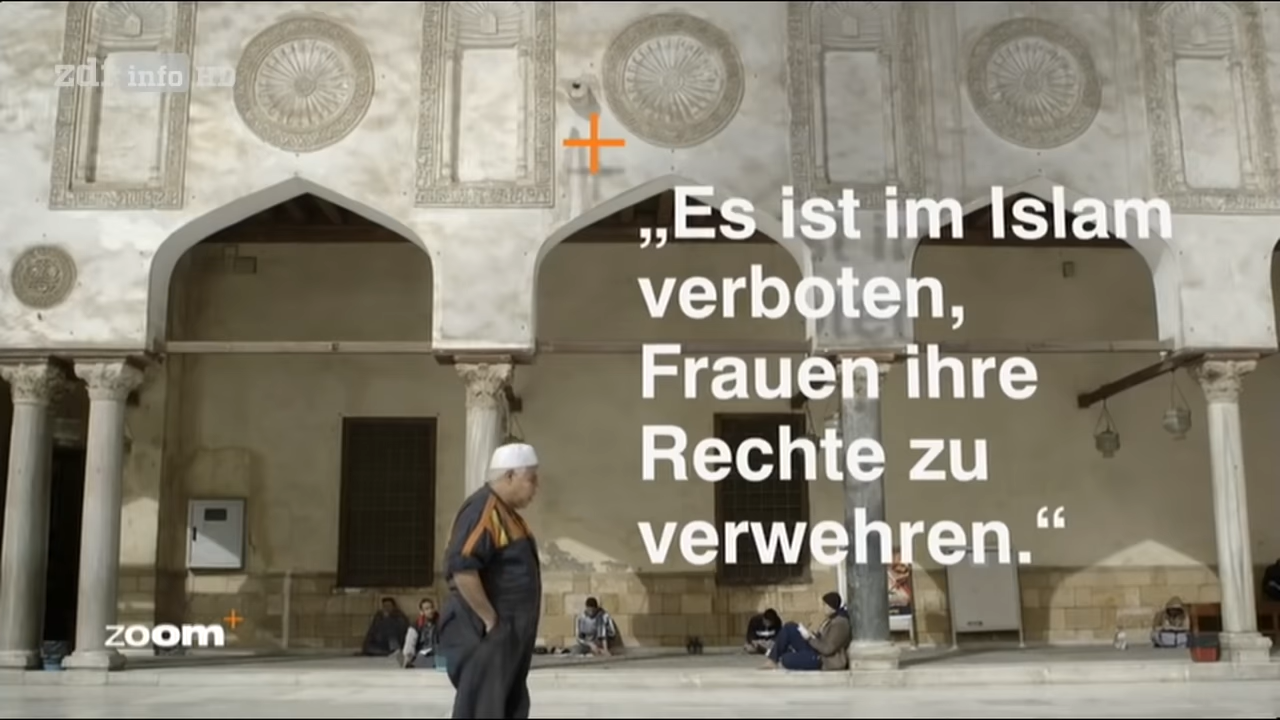 zdf info HD
„Es ist im Islam
verboten,
Frauen ihre
Rechte zu
verwehren.“
zoom+